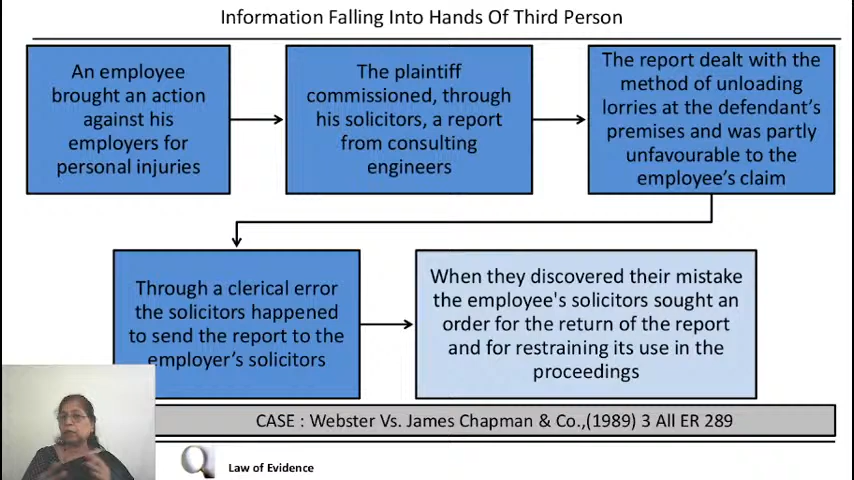 Information Falling Into Hands Of Third Person
An employee
brought an action
against his
employers for
personal injuries
The plaintiff
commissioned, through
his solicitors, a report
from consulting
engineers
The report dealt with the
method of unloading
lorries at the defendant's
premises and was partly
unfavourable to the
employee's claim
Through a clerical error
the solicitors happened
to send the report to the
employer's solicitors
When they discovered their mistake
the employee's solicitors sought an
order for the return of the report
and for restraining its use in the
proceedings
CASE : Webster Vs. James Chapman & Co.,(1989) 3 All ER 289
Law of Evidence